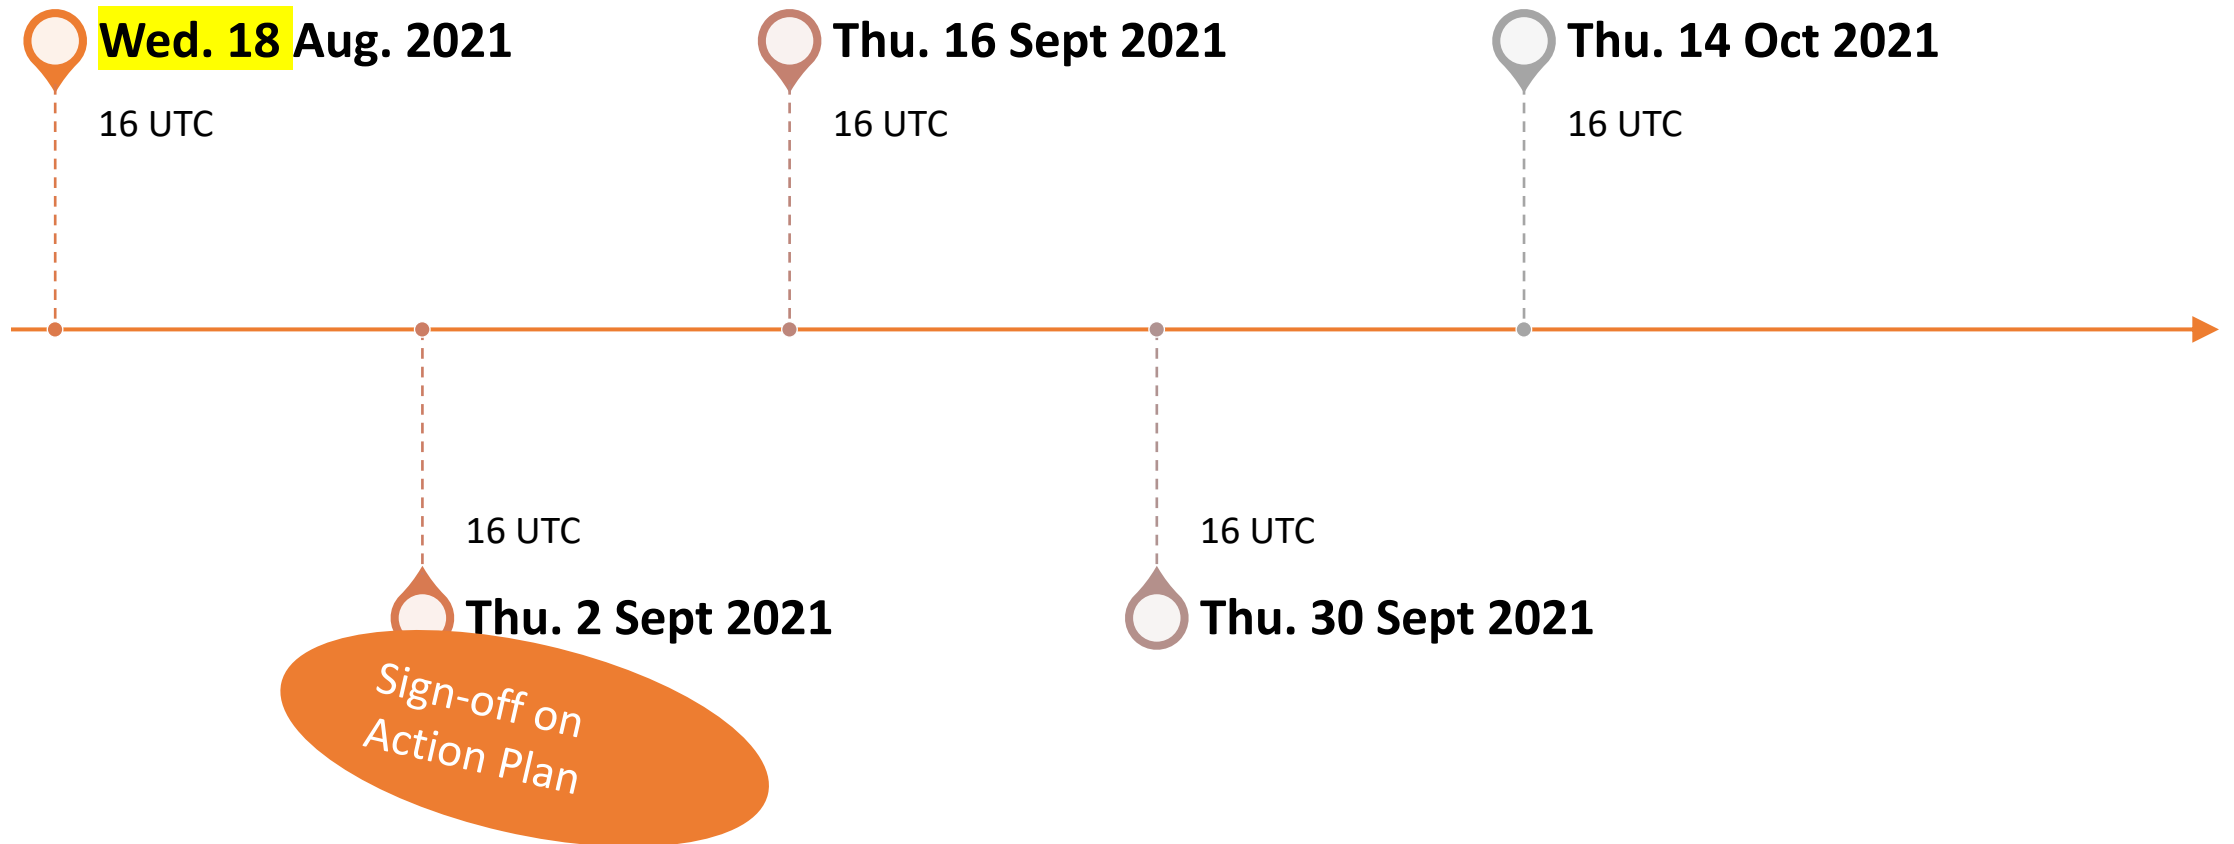 Wed. 18 Aug. 2021
16 UTC
Thu. 16 Sept 2021
16 UTC
Thu. 14 Oct 2021
16 UTC
16 UTC
Thu. 2 Sept 2021
Sign-off on
Action Plan
16 UTC
Thu. 30 Sept 2021